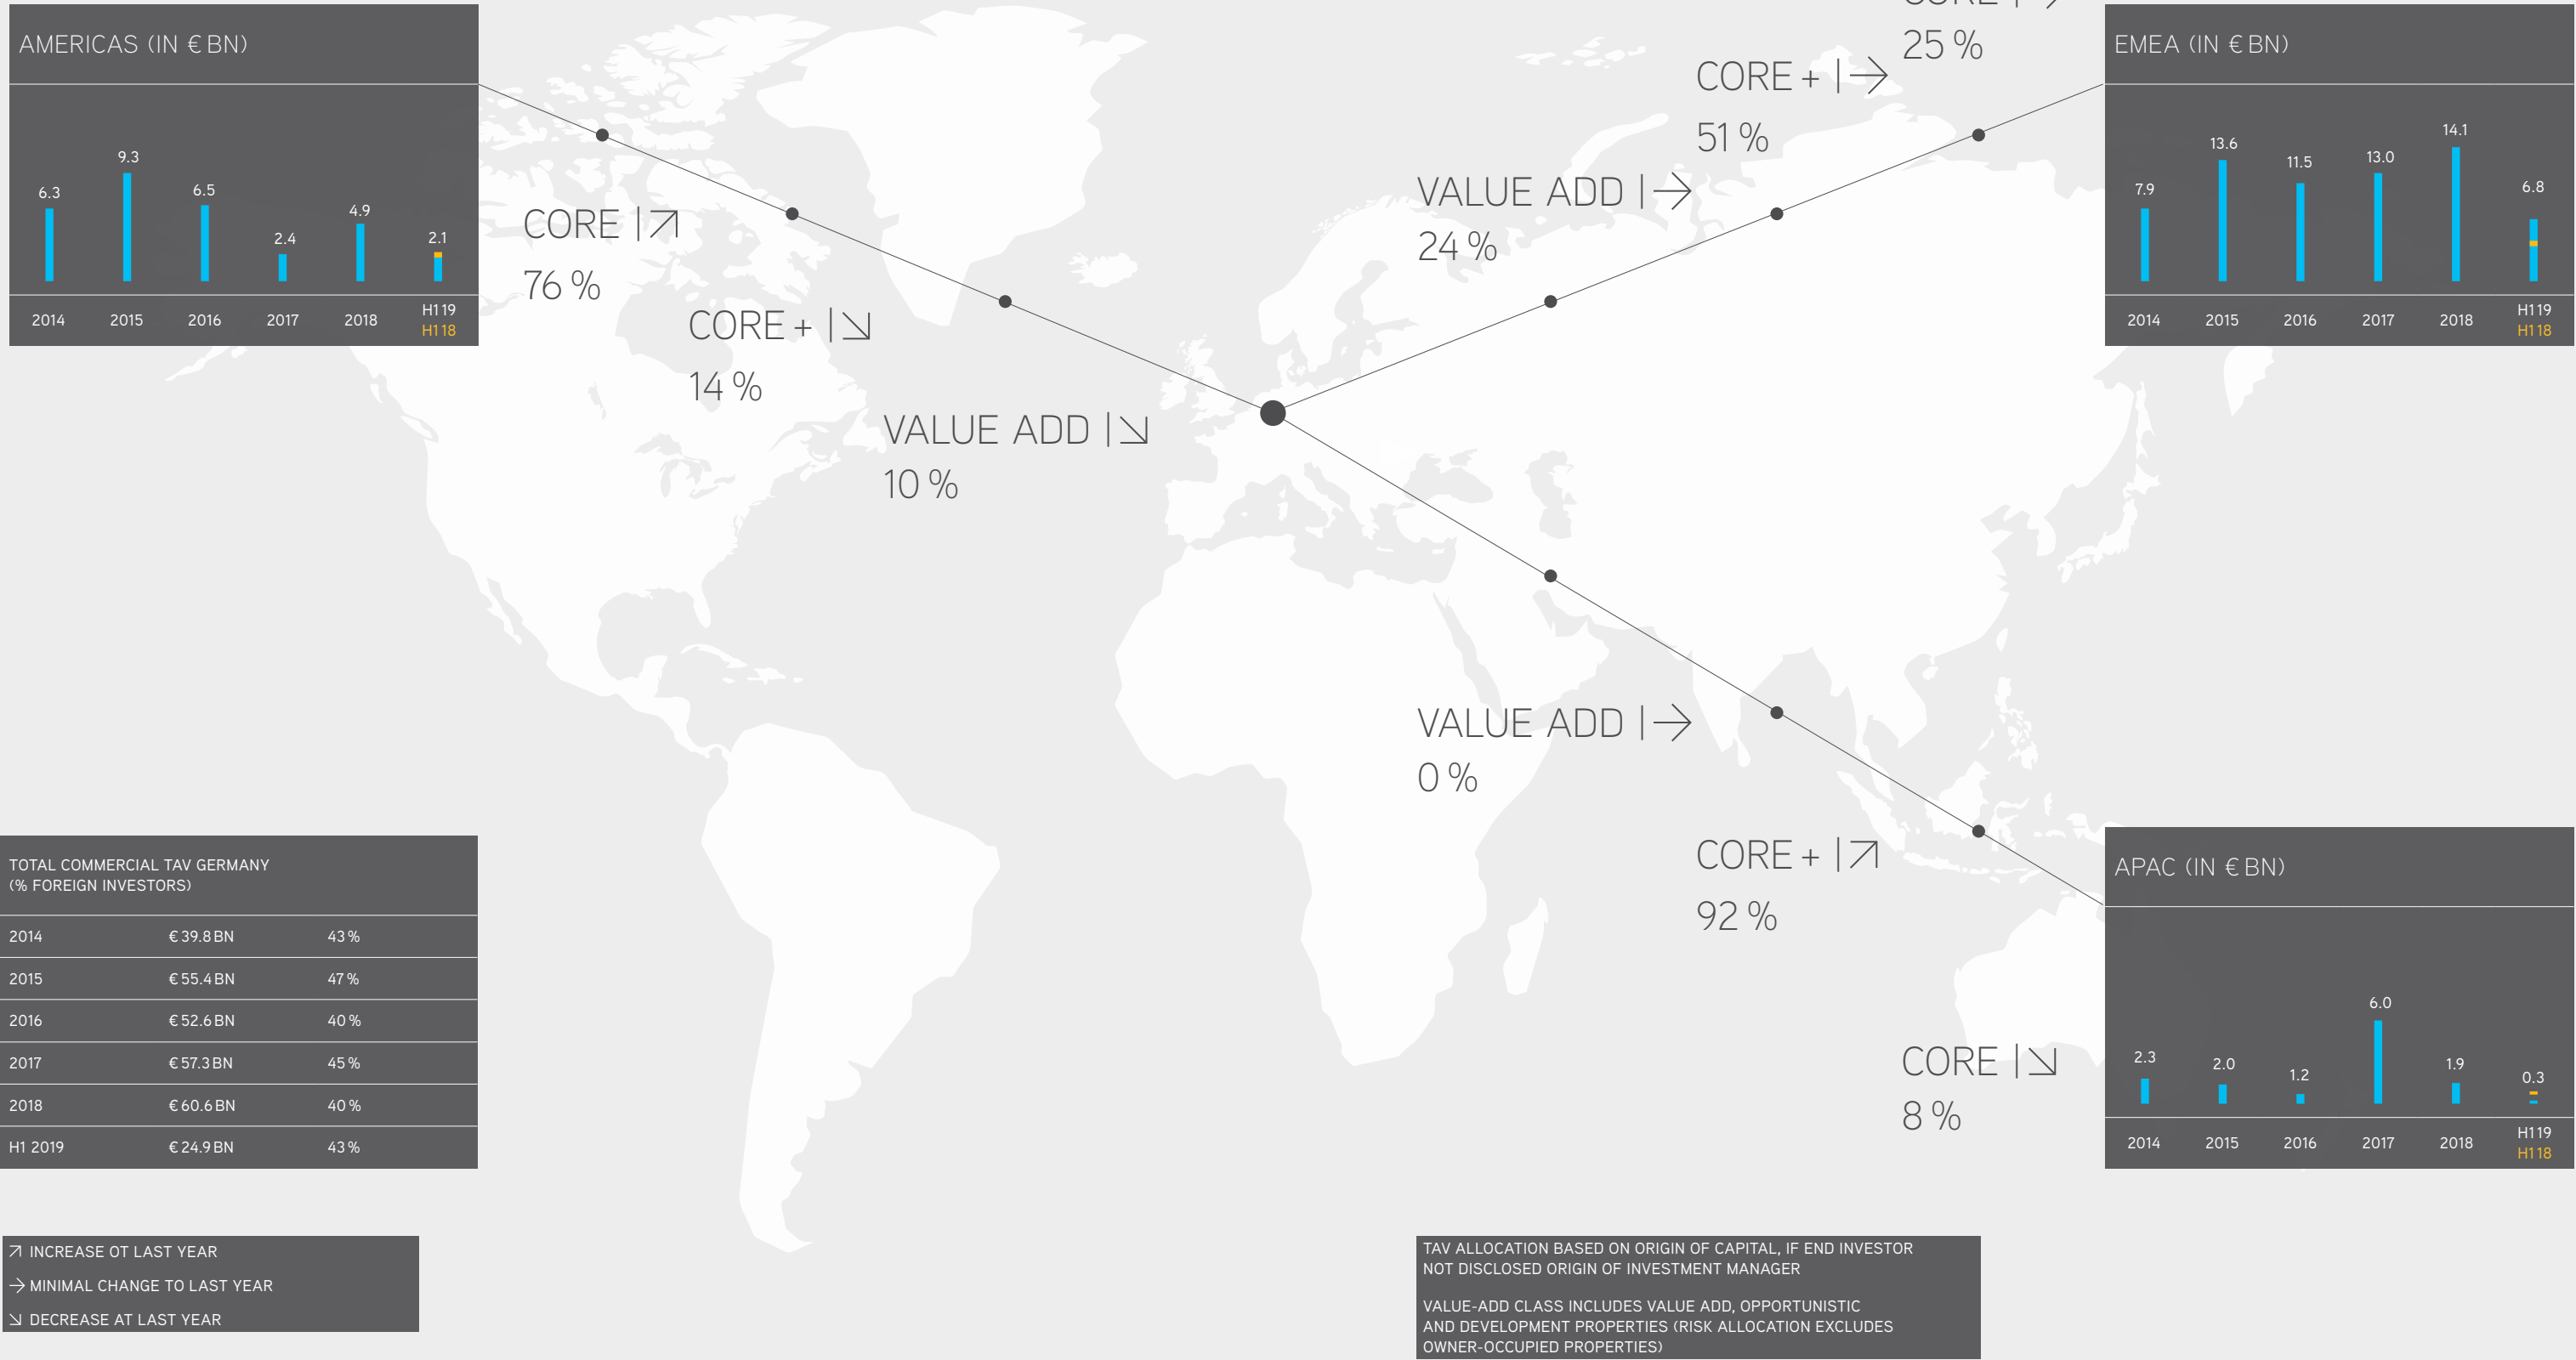 AMERICAS (IN € BN)
6.3
9.3
6.5
2.4
4.9
2.1
2014
2015
2016
2017
2018
H1 19
H1 18
CORE | ↗
76 %
CORE + | ↘
14 %
VALUE ADD | ↘
10 %
CORE | →
25 %
CORE + | →
51 %
VALUE ADD | →
24 %
EMEA (IN € BN)
7.9
13.6
11.5
13.0
14.1
6.8
2014
2015
2016
2017
2018
H1 19
H1 18
VALUE ADD | →
0 %
CORE + | ↗
92 %
CORE | ↘
8 %
APAC (IN € BN)
2.3
2.0
1.2
6.0
1.9
0.3
2014
2015
2016
2017
2018
H1 19
H1 18
TOTAL COMMERCIAL TAV GERMANY
(% FOREIGN INVESTORS)
2014 € 39.8 BN 43 %
2015 € 55.4 BN 47 %
2016 € 52.6 BN 40 %
2017 € 57.3 BN 45 %
2018 € 60.6 BN 40 %
H1 2019 € 24.9 BN 43 %
↗ INCREASE OT LAST YEAR
→ MINIMAL CHANGE TO LAST YEAR
↘ DECREASE AT LAST YEAR
TAV ALLOCATION BASED ON ORIGIN OF CAPITAL, IF END INVESTOR
NOT DISCLOSED ORIGIN OF INVESTMENT MANAGER
VALUE-ADD CLASS INCLUDES VALUE ADD, OPPORTUNISTIC
AND DEVELOPMENT PROPERTIES (RISK ALLOCATION EXCLUDES
OWNER-OCCUPIED PROPERTIES)